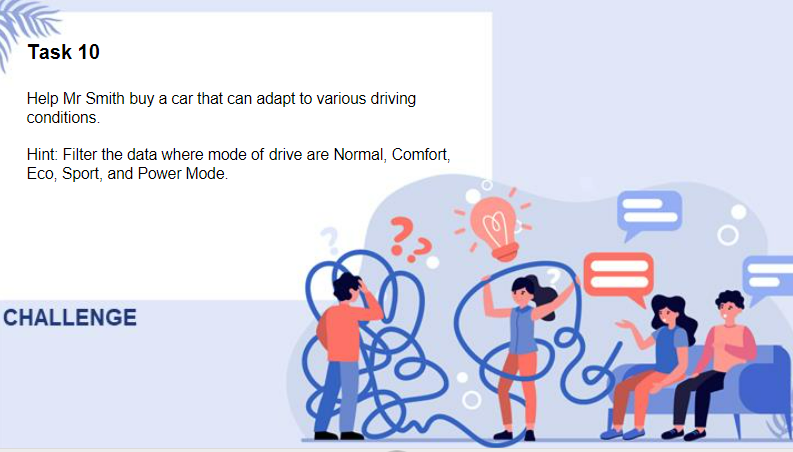 Task 10
Help Mr Smith buy a car that can adapt to various driving
conditions.
Hint: Filter the data where mode of drive are Normal, Comfort,
Eco, Sport, and Power Mode.
CHALLENGE